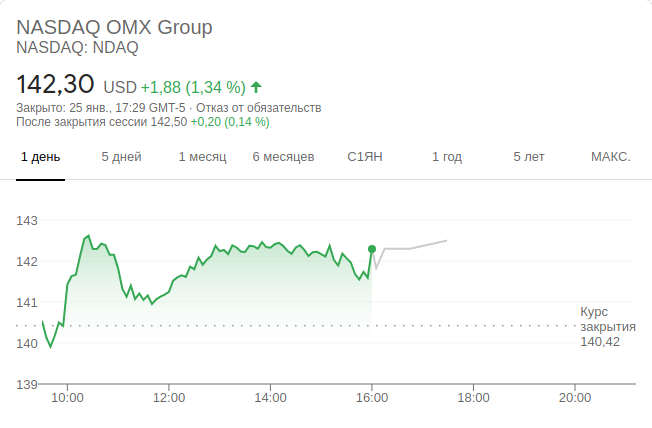 NASDAQ OMX Group
NASDAQ: NDAQ
142,30 USD +1,88 (1,34 %)
Закрыто: 25 янв., 17:29 GMT-5 · Отказ от обязательств
После закрытия сессии 142,50 +0,20 (0,14 %)
1 день 5 дней 1 месяц 6 месяцев С1ЯН 1 год 5 лет МАКС.
143
142
141
140
139
Курс
закрытия
140,42
10:00 12:00 14:00 16:00 18:00 20:00